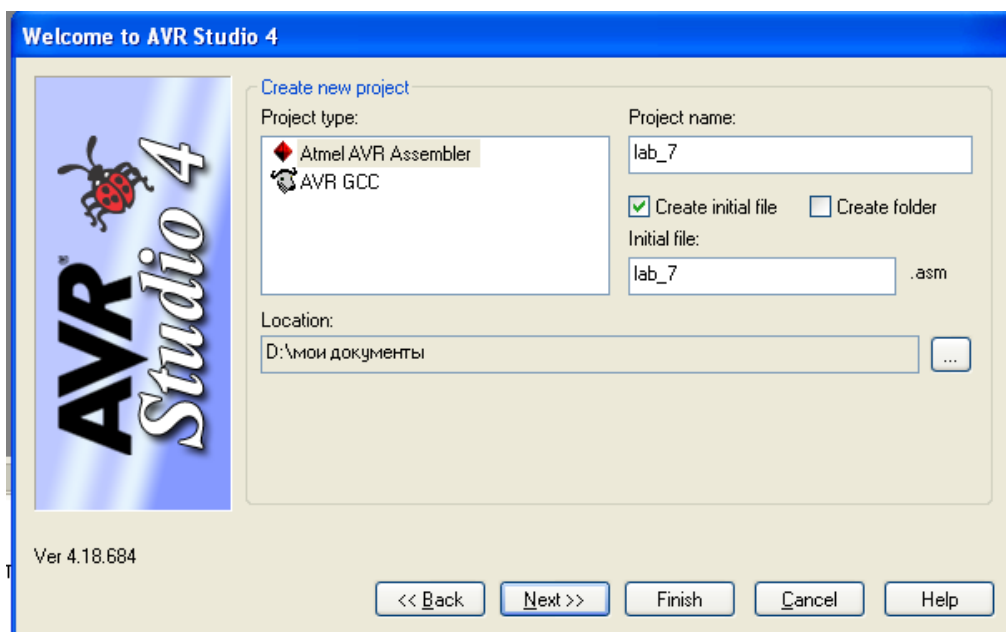 Welcome to AVR Studio 4
AVR® Studio 4
Create new project
Project type:
Atmel AVR Assembler
AVR GCC
Project name:
lab_7
Create initial file
Create folder
Initial file:
lab_7
.asm
Location:
D:\мои документы
...
Ver 4.18.684
<< Back
Next >>
Finish
Cancel
Help